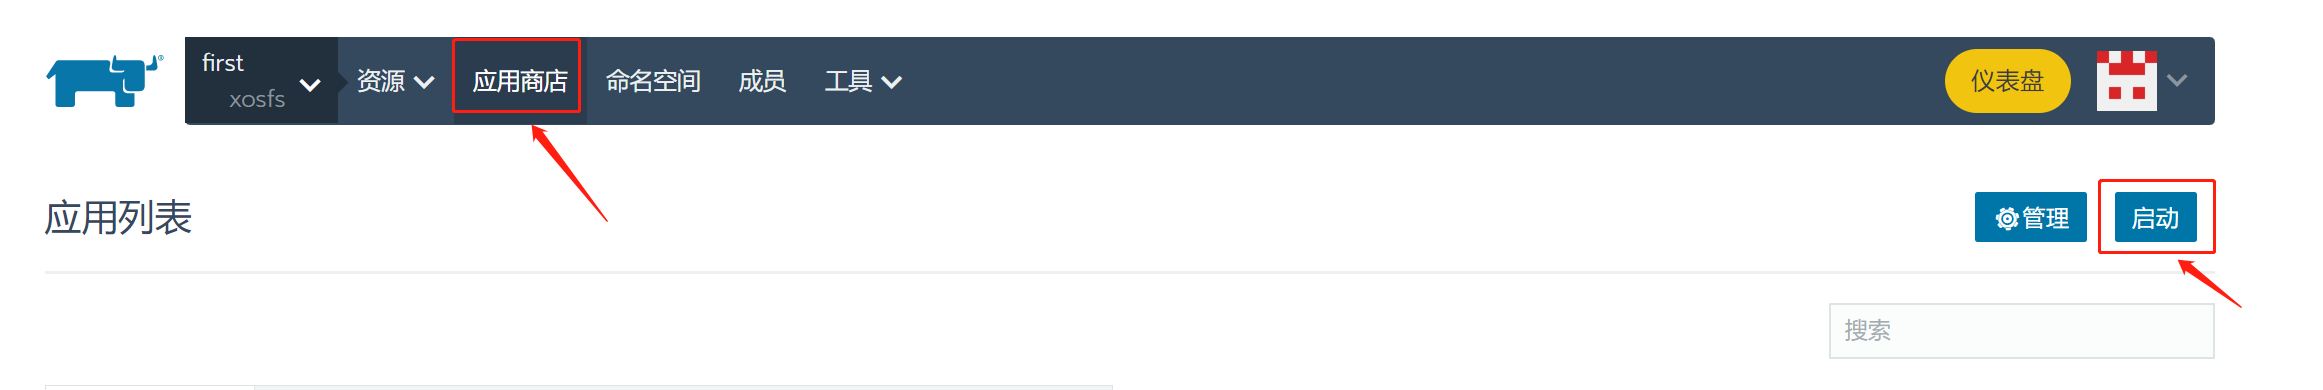 first
xosfs
资源
应用商店
命名空间
成员
工具
仪表盘
应用列表
管理
启动
搜索